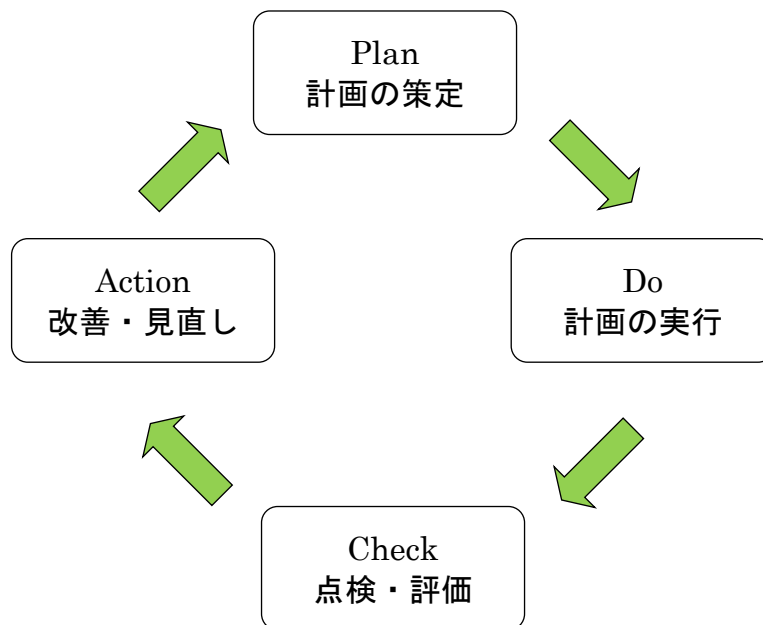 Plan
計画の策定
Do
計画の実行
Check
点検・評価
Action
改善・見直し